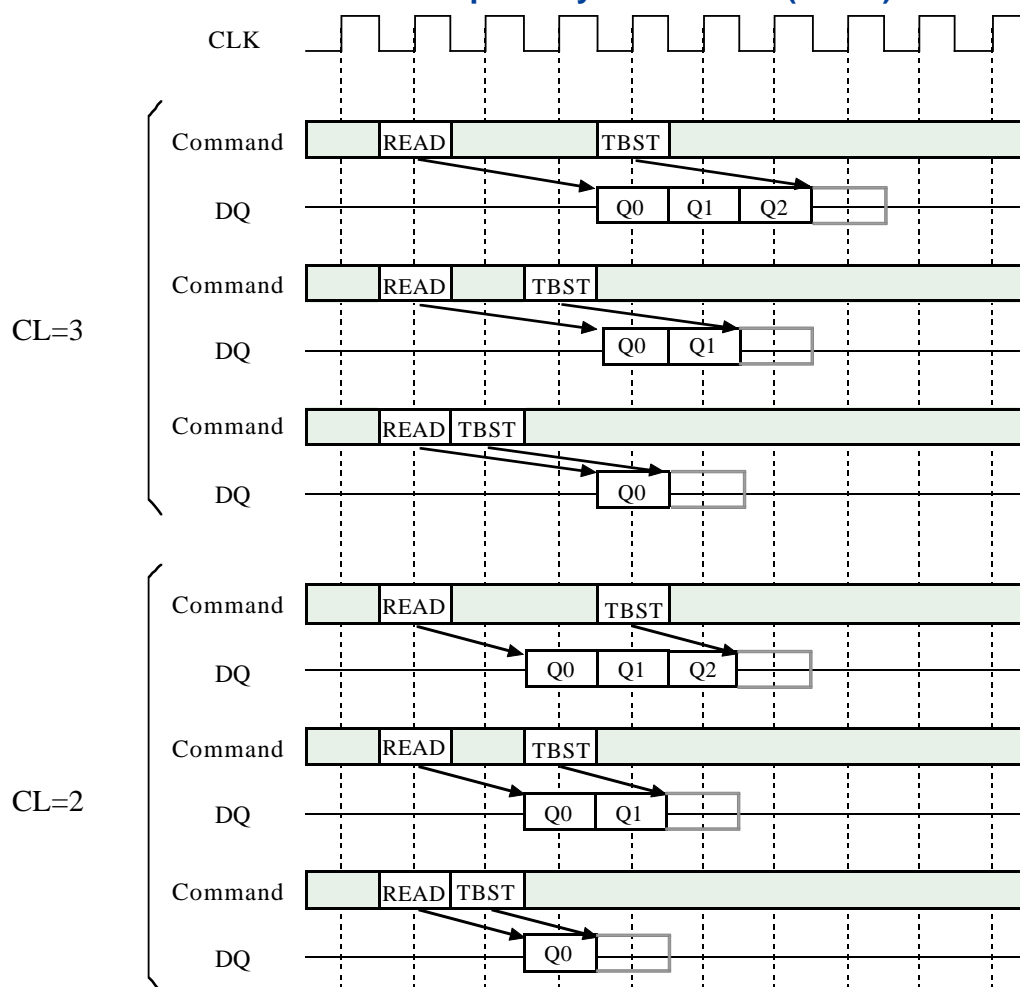 CLK
Command READ TBST
DQ Q0 Q1 Q2
Command READ TBST
CL=3
DQ Q0 Q1
Command READ TBST
DQ Q0
Command READ TBST
DQ Q0 Q1 Q2
Command READ TBST
CL=2
DQ Q0 Q1
Command READ TBST
DQ Q0